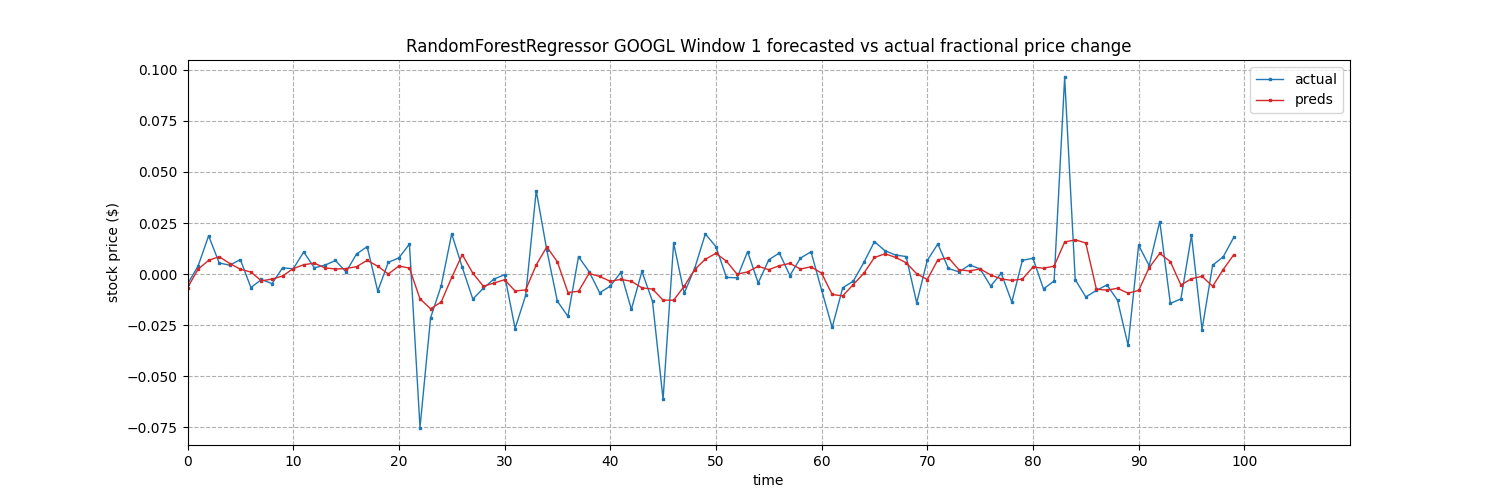 RandomForestRegressor GOOGL Window 1 forecasted vs actual fractional price change
actual
preds
stock price ($)
0.100
0.075
0.050
0.025
0.000
−0.025
−0.050
−0.075
0 10 20 30 40 50 60 70 80 90 100
time